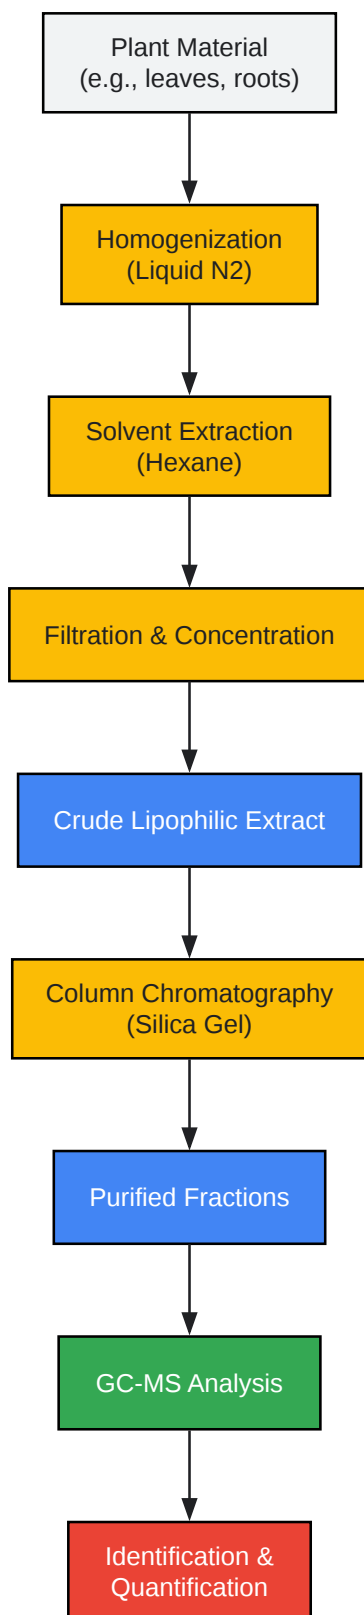 Plant Material
(e.g., leaves, roots)
Homogenization
(Liquid N2)
Solvent Extraction
(Hexane)
Filtration & Concentration
Crude Lipophilic Extract
Column Chromatography
(Silica Gel)
Purified Fractions
GC-MS Analysis
Identification &
Quantification